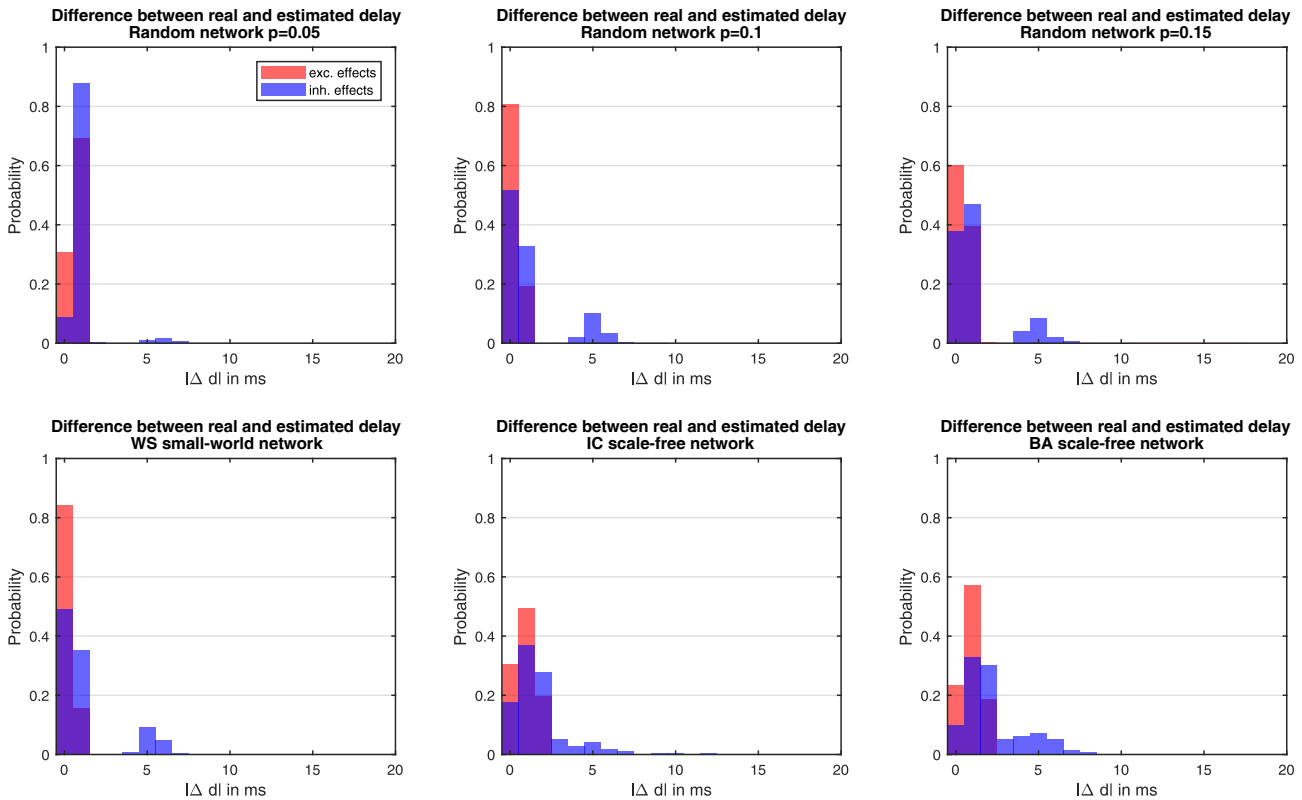 Difference between real and estimated delay
Random network p=0.05
1
0.8
0.6
0.4
0.2
0
Probability
exc. effects
inh. effects
0 5 10 15 20
|Δ d| in ms
Difference between real and estimated delay
Random network p=0.1
1
0.8
0.6
0.4
0.2
0
Probability
0 5 10 15 20
|Δ d| in ms
Difference between real and estimated delay
Random network p=0.15
1
0.8
0.6
0.4
0.2
0
Probability
0 5 10 15 20
|Δ d| in ms
Difference between real and estimated delay
WS small-world network
1
0.8
0.6
0.4
0.2
0
Probability
0 5 10 15 20
|Δ d| in ms
Difference between real and estimated delay
IC scale-free network
1
0.8
0.6
0.4
0.2
0
Probability
0 5 10 15 20
|Δ d| in ms
Difference between real and estimated delay
BA scale-free network
1
0.8
0.6
0.4
0.2
0
Probability
0 5 10 15 20
|Δ d| in ms